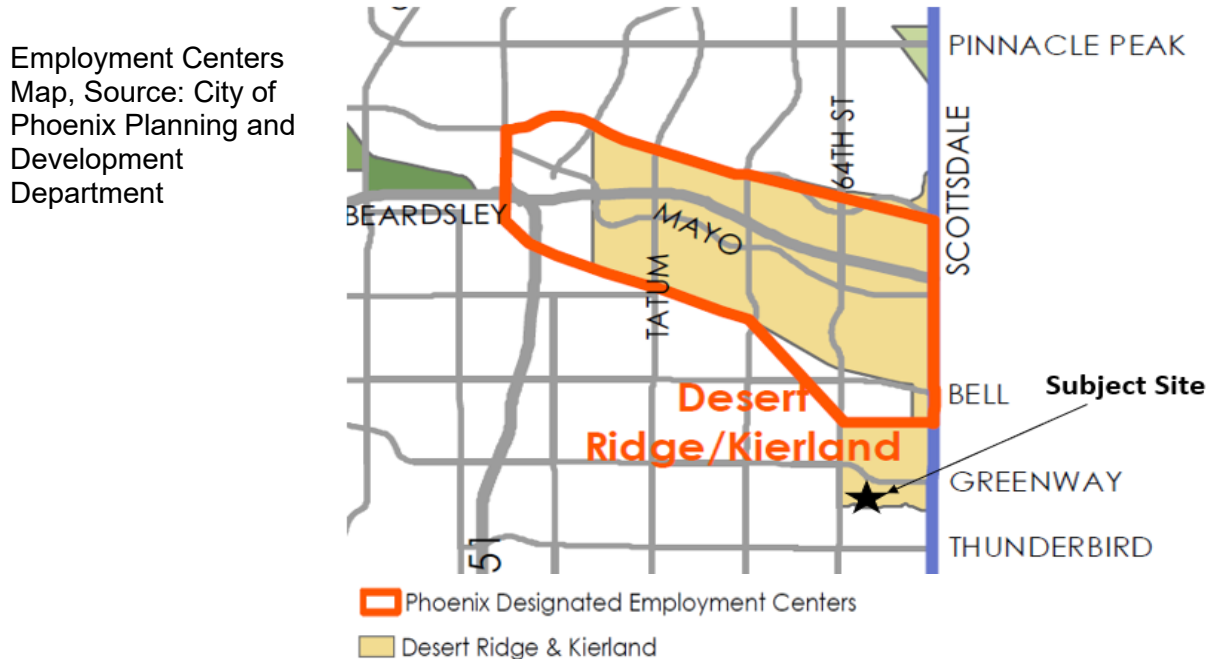 Employment Centers
Map, Source: City of
Phoenix Planning and
Development
Department
PINNACLE PEAK
64TH ST
SCOTTSDALE
BEARDSLEY
MAYO
TATUM
BELL
Subject Site
Desert
Ridge/Kierland
GREENWAY
THUNDERBIRD
51
Phoenix Designated Employment Centers
Desert Ridge & Kierland